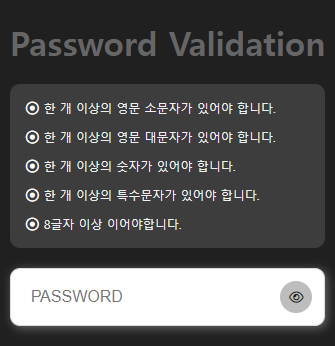 Password Validation
한 개 이상의 영문 소문자가 있어야 합니다.
한 개 이상의 영문 대문자가 있어야 합니다.
한 개 이상의 숫자가 있어야 합니다.
한 개 이상의 특수문자가 있어야 합니다.
8글자 이상 이어야합니다.
PASSWORD